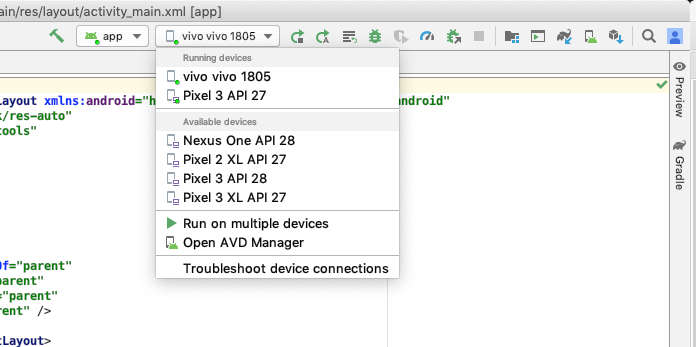 ain/res/layout/activity_main.xml [app]
app
vivo vivo 1805
Running devices
vivo vivo 1805
Pixel 3 API 27
Available devices
Nexus One API 28
Pixel 2 XL API 27
Pixel 3 API 28
Pixel 3 XL API 27
Run on multiple devices
Open AVD Manager
Troubleshoot device connections
Layout xmlns:android="h android"
k/res-auto"
tools"
Of="parent"
parent"
="parent"
rent" />
tLayout>
Preview
Gradle